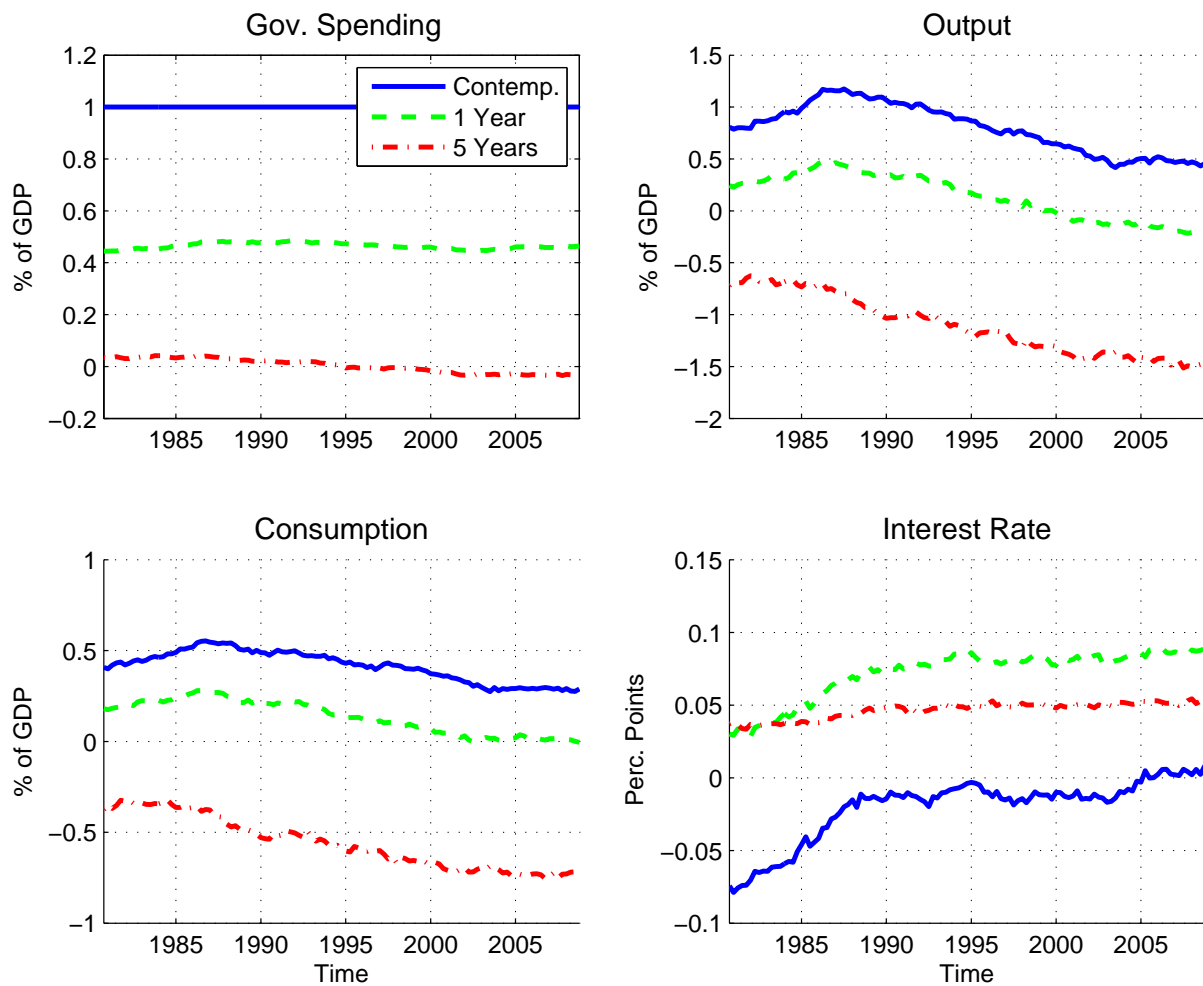 Gov. Spending
% of GDP
1.2
1
0.8
0.6
0.4
0.2
0
−0.2
1985 1990 1995 2000 2005
Contemp.
1 Year
5 Years
Output
% of GDP
1.5
1
0.5
0
−0.5
−1
−1.5
−2
1985 1990 1995 2000 2005
Consumption
% of GDP
1
0.5
0
−0.5
−1
1985 1990 1995 2000 2005
Time
Interest Rate
Perc. Points
0.15
0.1
0.05
0
−0.05
−0.1
1985 1990 1995 2000 2005
Time